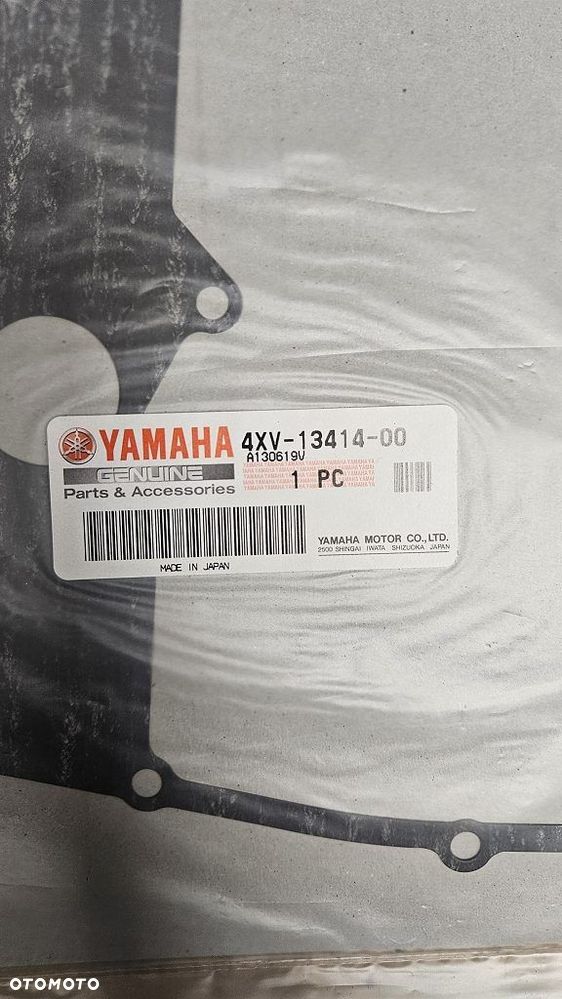 YAMAHA 4XV-13414-00
A130619V
GENUINE
Parts & Accessories
1 PC
YAMAHA MOTOR CO.,LTD.
2500 SHINGAI IWATA SHIZUOKA JAPAN
MADE IN JAPAN
OTOMOTO